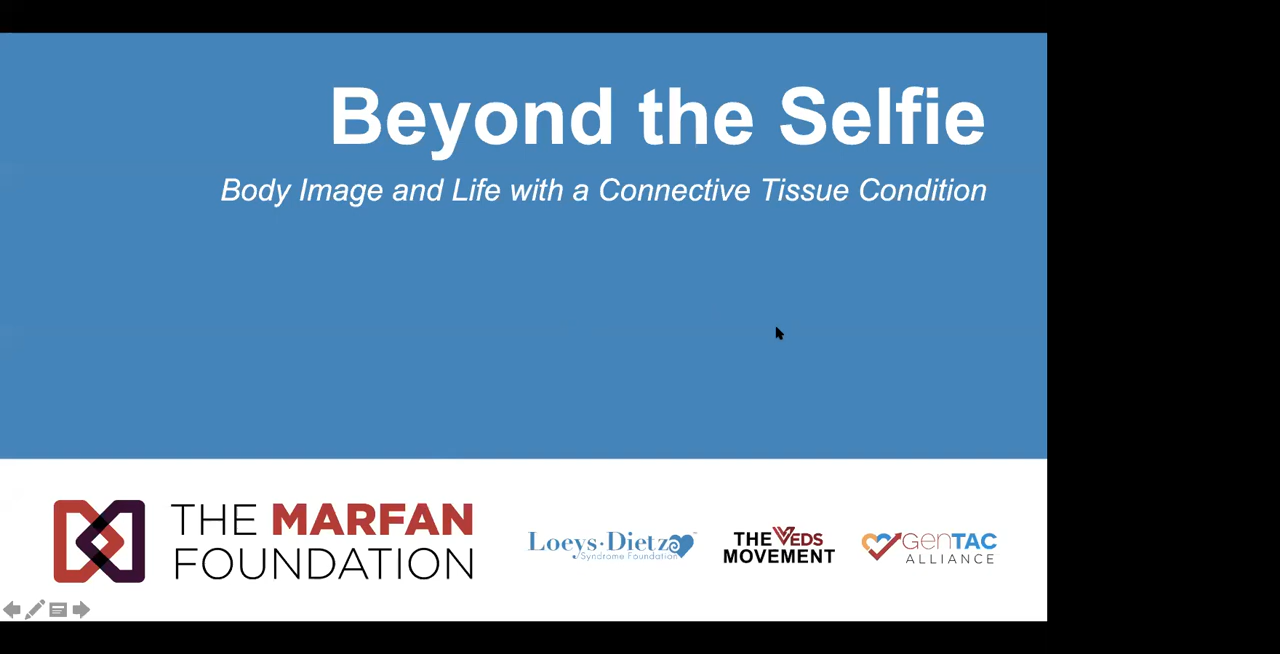 Beyond the Selfie
Body Image and Life with a Connective Tissue Condition
THE MARFAN
FOUNDATION
Loeys·Dietz
Syndrome Foundation
THE VEDS
MOVEMENT
GenTAC
ALLIANCE